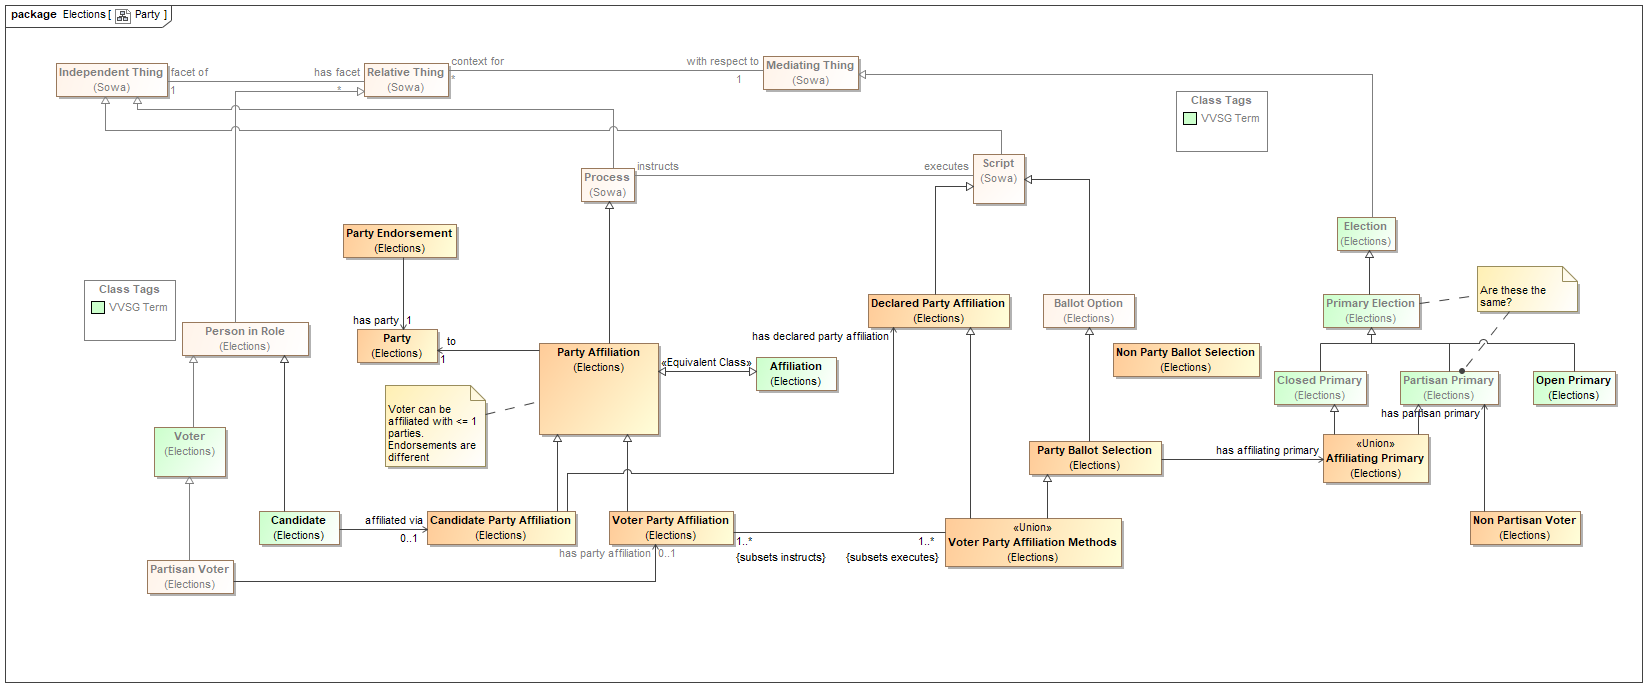 package Elections [ Party ]
Independent Thing
(Sowa)
facet of
1
has facet
*
Relative Thing
(Sowa)
context for
*
with respect to
1
Mediating Thing
(Sowa)
Class Tags
VVSG Term
Process
(Sowa)
instructs
executes
Script
(Sowa)
Party Endorsement
(Elections)
Election
(Elections)
Class Tags
VVSG Term
Person in Role
(Elections)
has party
1
Party
(Elections)
to
1
Party Affiliation
(Elections)
«Equivalent Class»
Affiliation
(Elections)
Declared Party Affiliation
(Elections)
has declared party affiliation
Ballot Option
(Elections)
Non Party Ballot Selection
(Elections)
Primary Election
(Elections)
Are these the
same?
Closed Primary
(Elections)
Partisan Primary
(Elections)
has partisan primary
Open Primary
(Elections)
Voter can be
affiliated with <= 1
parties.
Endorsements are
different
Voter
(Elections)
Party Ballot Selection
(Elections)
has affiliating primary
«Union»
Affiliating Primary
(Elections)
Candidate
(Elections)
affiliated via
0..1
Candidate Party Affiliation
(Elections)
Voter Party Affiliation
(Elections)
has party affiliation
0..1
1..*
{subsets instructs}
1..*
{subsets executes}
«Union»
Voter Party Affiliation Methods
(Elections)
Non Partisan Voter
(Elections)
Partisan Voter
(Elections)